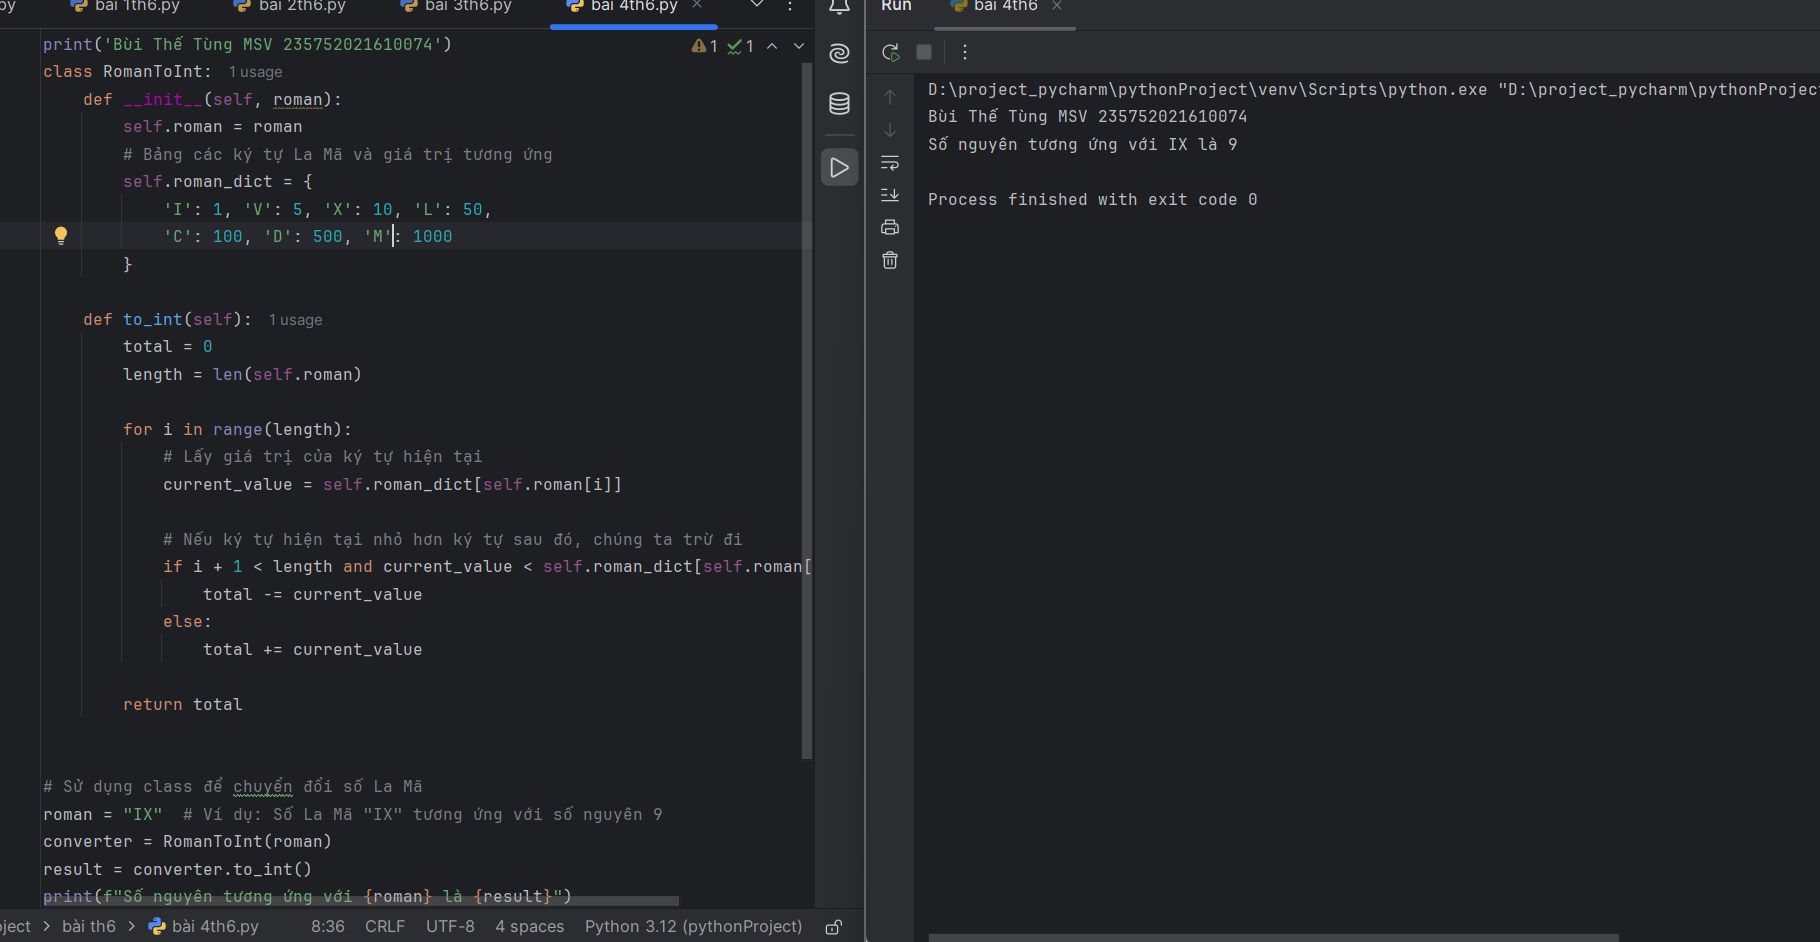 py bài 1th6.py bài 2th6.py bài 3th6.py bài 4th6.py
print('Bùi Thế Tùng MSV 235752021610074') 1 1
class RomanToInt: 1 usage
def __init__(self, roman):
self.roman = roman
# Bảng các ký tự La Mã và giá trị tương ứng
self.roman_dict = {
'I': 1, 'V': 5, 'X': 10, 'L': 50,
'C': 100, 'D': 500, 'M': 1000
}
def to_int(self): 1 usage
total = 0
length = len(self.roman)
for i in range(length):
# Lấy giá trị của ký tự hiện tại
current_value = self.roman_dict[self.roman[i]]
# Nếu ký tự hiện tại nhỏ hơn ký tự sau đó, chúng ta trừ đi
if i + 1 < length and current_value < self.roman_dict[self.roman[
total -= current_value
else:
total += current_value
return total
# Sử dụng class để chuyển đổi số La Mã
roman = "IX" # Ví dụ: Số La Mã "IX" tương ứng với số nguyên 9
converter = RomanToInt(roman)
result = converter.to_int()
print(f"Số nguyên tương ứng với {roman} là {result}")
oject > bài th6 > bài 4th6.py 8:36 CRLF UTF-8 4 spaces Python 3.12 (pythonProject)
Run bài 4th6
D:\project_pycharm\pythonProject\venv\Scripts\python.exe "D:\project_pycharm\pythonProjec
Bùi Thế Tùng MSV 235752021610074
Số nguyên tương ứng với IX là 9
Process finished with exit code 0